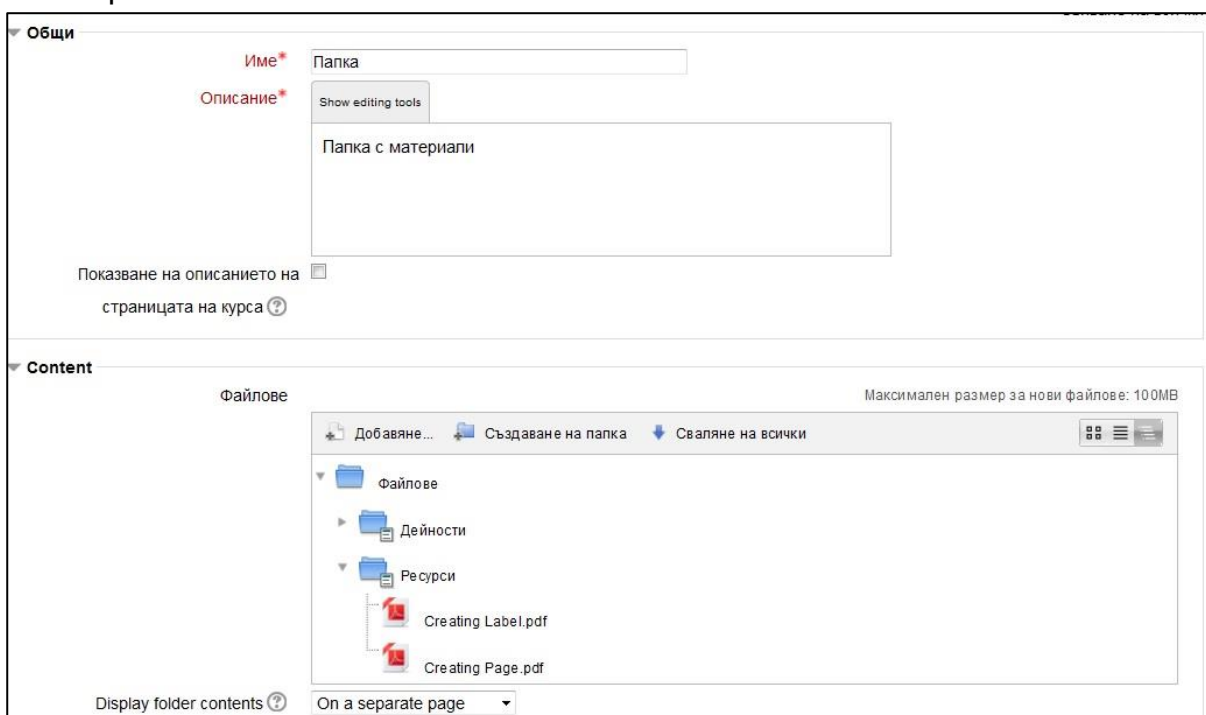 Общи
Име*
Папка
Описание*
Show editing tools
Папка с материали
Показване на описанието на
страницата на курса
Content
Файлове
Максимален размер за нови файлове: 100MB
Добавяне... Създаване на папка Сваляне на всички
Файлове
Дейности
Ресурси
Creating Label.pdf
Creating Page.pdf
Display folder contents
On a separate page